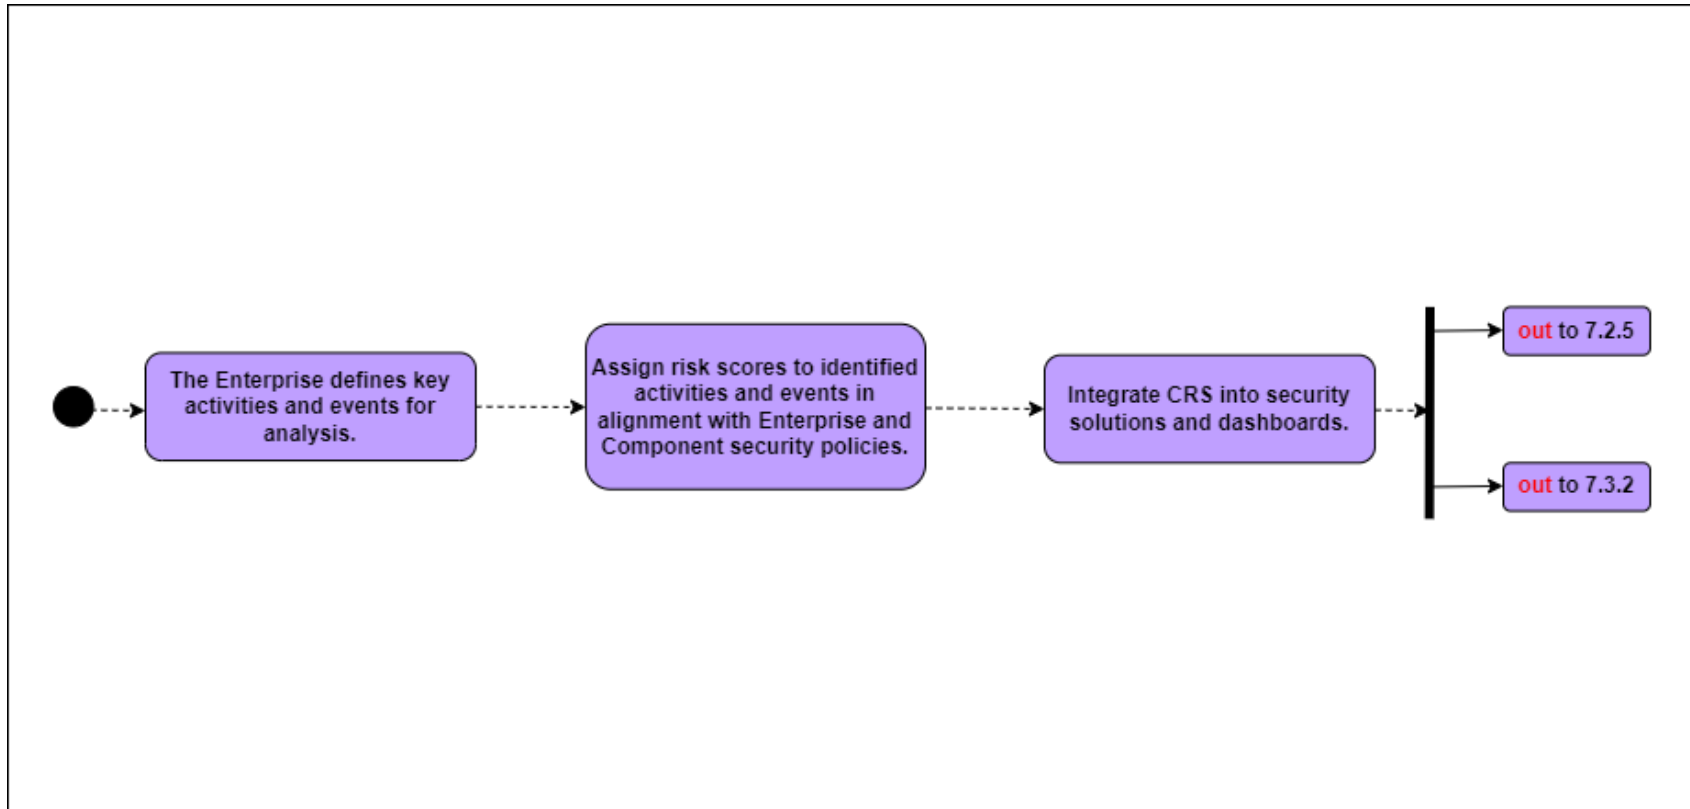 The Enterprise defines key
activities and events for
analysis.
Assign risk scores to identified
activities and events in
alignment with Enterprise and
Component security policies.
Integrate CRS into security
solutions and dashboards.
out to 7.2.5
out to 7.3.2